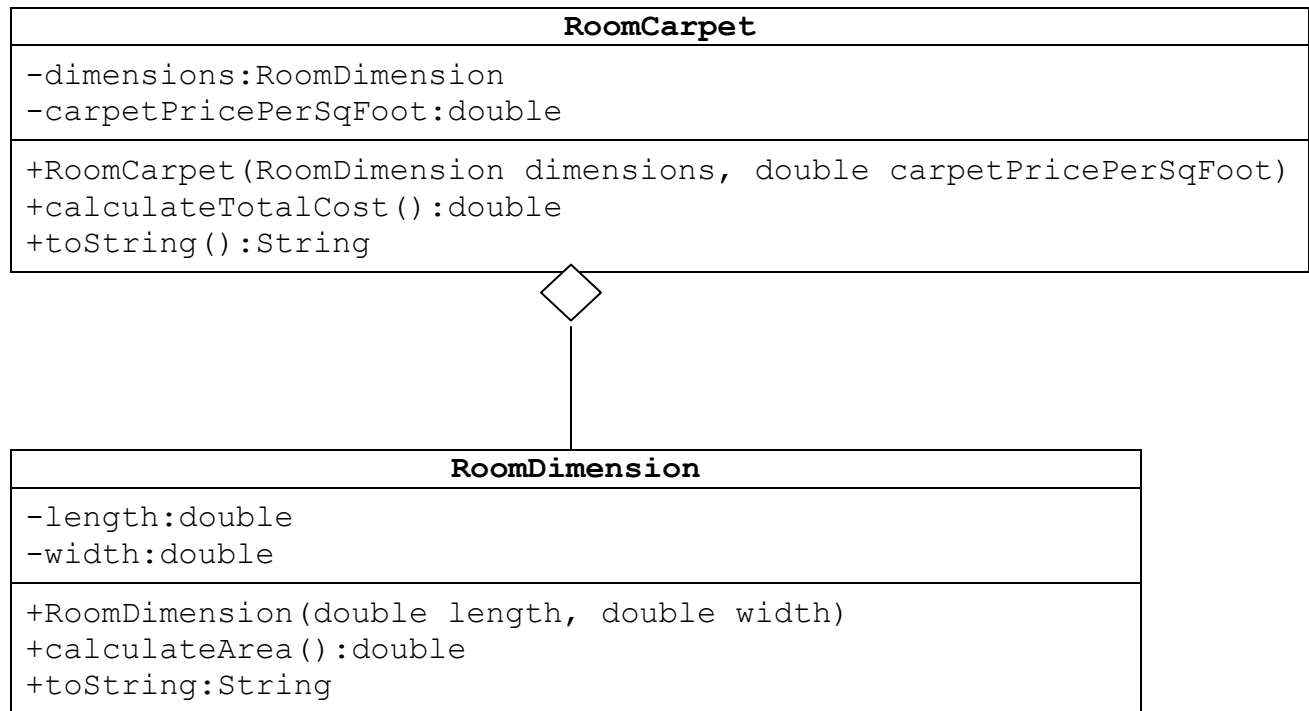 RoomCarpet
-dimensions:RoomDimension
-carpetPricePerSqFoot:double
+RoomCarpet(RoomDimension dimensions, double carpetPricePerSqFoot)
+calculateTotalCost():double
+toString():String
RoomDimension
-length:double
-width:double
+RoomDimension(double length, double width)
+calculateArea():double
+toString:String